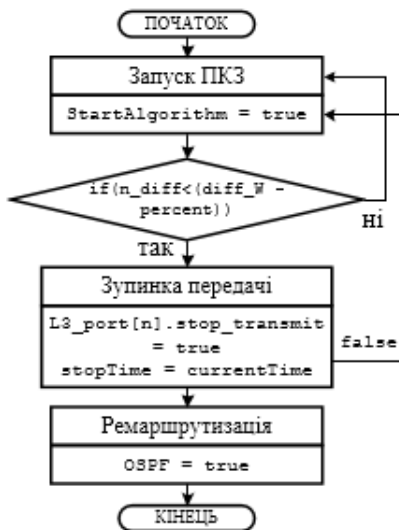 ПОЧАТОК
Запуск ПКЗ
StartAlgorithm = true
if(n_diff<(diff_W -
percent))
ні
так
Зупинка передачі
L3_port[n].stop_transmit
= true
stopTime = currentTime
false
Ремаршрутизація
OSPF = true
КІНЕЦЬ